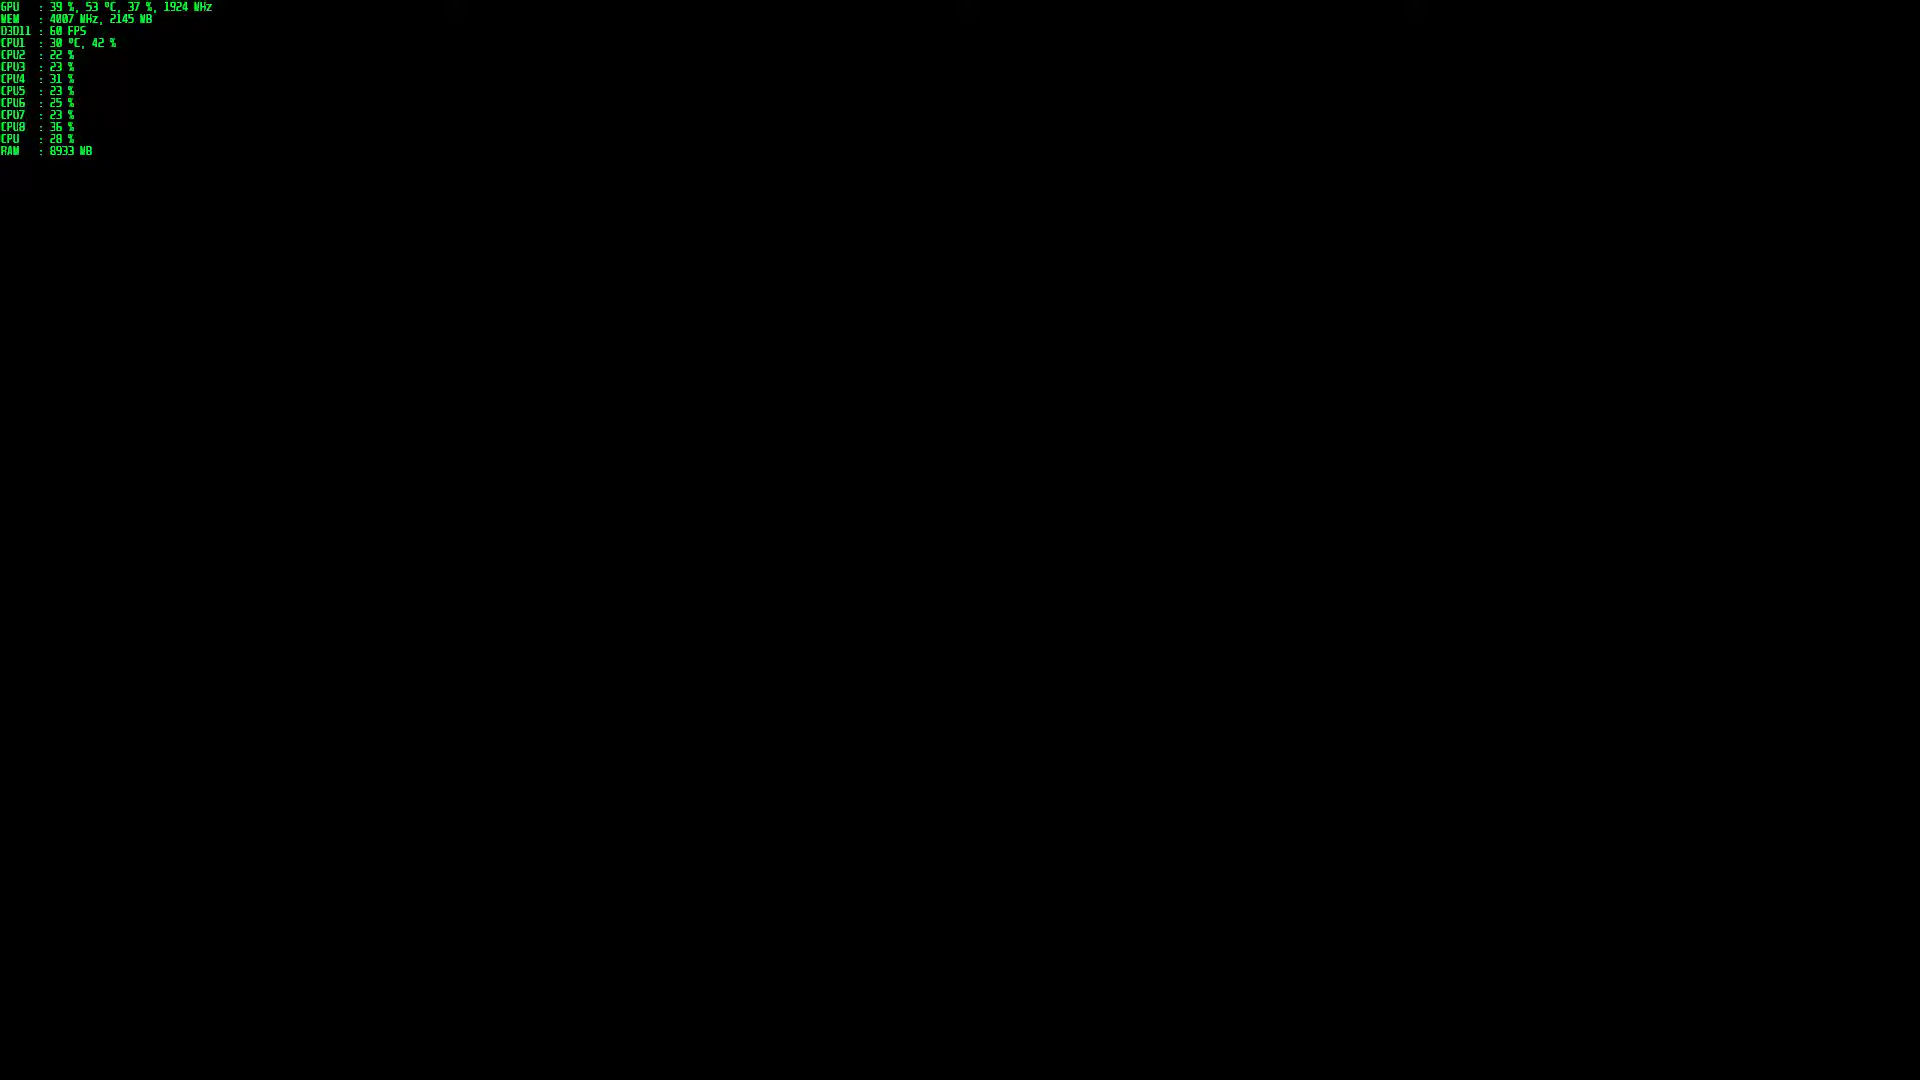 GPU : 39 %, 53 °C, 37 %, 1924 MHz
MEM : 4007 MHz, 2145 MB
D3D11 : 60 FPS
CPU1 : 30 °C, 42 %
CPU2 : 22 %
CPU3 : 23 %
CPU4 : 31 %
CPU5 : 23 %
CPU6 : 25 %
CPU7 : 23 %
CPU8 : 36 %
CPU : 28 %
RAM : 8933 MB